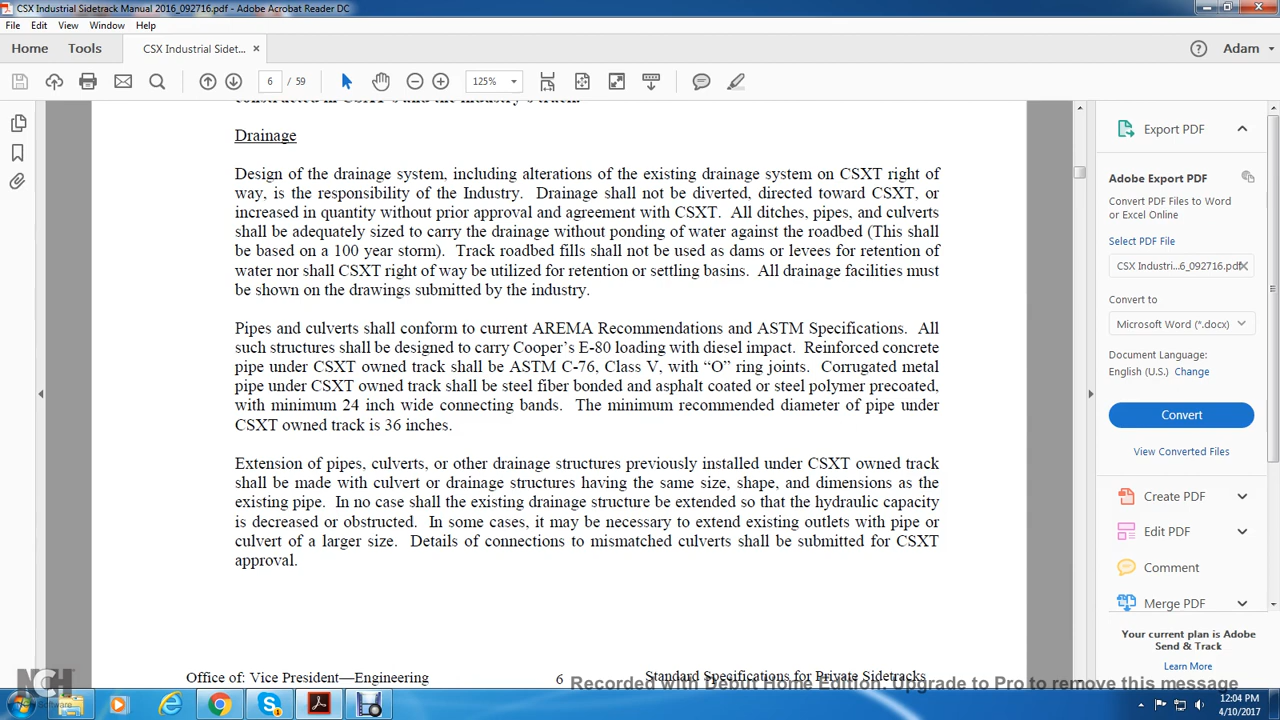 CSX Industrial Sidetrack Manual 2016_092716.pdf - Adobe Acrobat Reader DC
File Edit View Window Help
Home Tools CSX Industrial Sidet... × Adam
6 / 59 125%
constructed in CSXT's and the industry's track.
Drainage
Design of the drainage system, including alterations of the existing drainage system on CSXT right of
way, is the responsibility of the Industry. Drainage shall not be diverted, directed toward CSXT, or
increased in quantity without prior approval and agreement with CSXT. All ditches, pipes, and culverts
shall be adequately sized to carry the drainage without ponding of water against the roadbed (This shall
be based on a 100 year storm). Track roadbed fills shall not be used as dams or levees for retention of
water nor shall CSXT right of way be utilized for retention or settling basins. All drainage facilities must
be shown on the drawings submitted by the industry.
Pipes and culverts shall conform to current AREMA Recommendations and ASTM Specifications. All
such structures shall be designed to carry Cooper's E-80 loading with diesel impact. Reinforced concrete
pipe under CSXT owned track shall be ASTM C-76, Class V, with “O” ring joints. Corrugated metal
pipe under CSXT owned track shall be steel fiber bonded and asphalt coated or steel polymer precoated,
with minimum 24 inch wide connecting bands. The minimum recommended diameter of pipe under
CSXT owned track is 36 inches.
Extension of pipes, culverts, or other drainage structures previously installed under CSXT owned track
shall be made with culvert or drainage structures having the same size, shape, and dimensions as the
existing pipe. In no case shall the existing drainage structure be extended so that the hydraulic capacity
is decreased or obstructed. In some cases, it may be necessary to extend existing outlets with pipe or
culvert of a larger size. Details of connections to mismatched culverts shall be submitted for CSXT
approval.
Office of: Vice President—Engineering 6 Standard Specifications for Private Sidetracks
Export PDF
Adobe Export PDF
Convert PDF Files to Word
or Excel Online
Select PDF File
CSX Industri...6_092716.pdf
Convert to
Microsoft Word (*.docx)
Document Language:
English (U.S.) Change
Convert
View Converted Files
Create PDF
Edit PDF
Comment
Merge PDF
Your current plan is Adobe
Send & Track
Learn More
NCH Software
Recorded with Debut Home Edition. Upgrade to Pro to remove this message
12:04 PM
4/10/2017